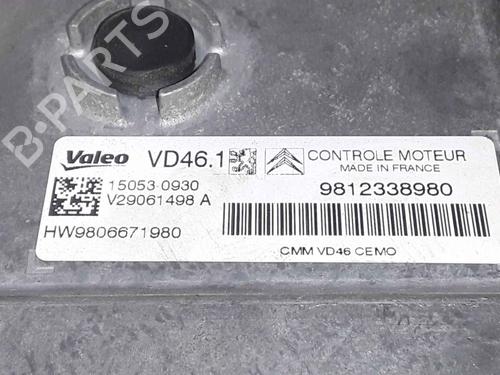 B-PARTS
Valeo VD46.1 CONTROLE MOTEUR
MADE IN FRANCE
15053 0930 9812338980
V29061498 A
HW9806671980
CMM VD46 CEMO